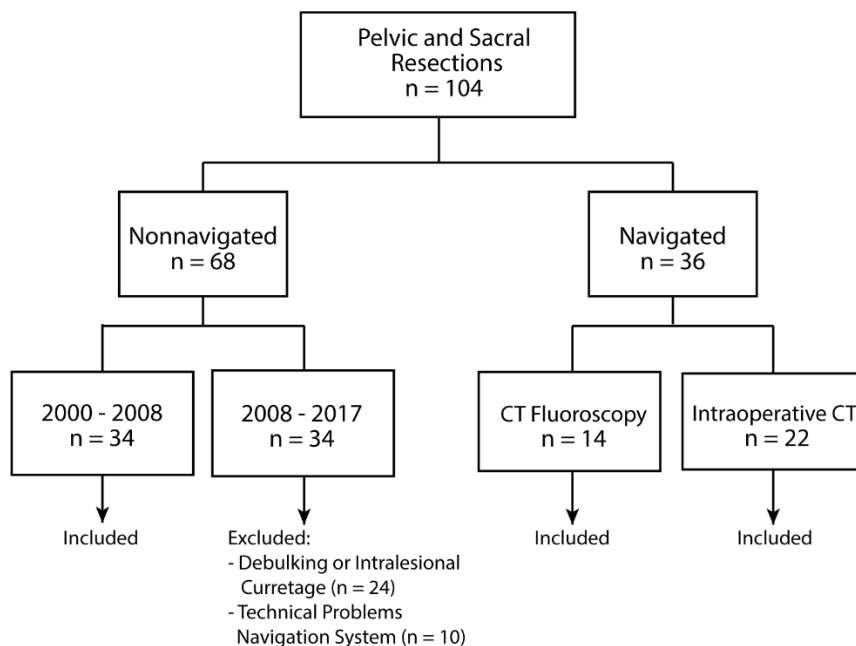 Pelvic and Sacral
Resections
n = 104
Nonnavigated
n = 68
Navigated
n = 36
2000 - 2008
n = 34
2008 - 2017
n = 34
CT Fluoroscopy
n = 14
Intraoperative CT
n = 22
Included
Excluded:
- Debulking or Intralesional
Curretage (n = 24)
- Technical Problems
Navigation System (n = 10)
Included
Included